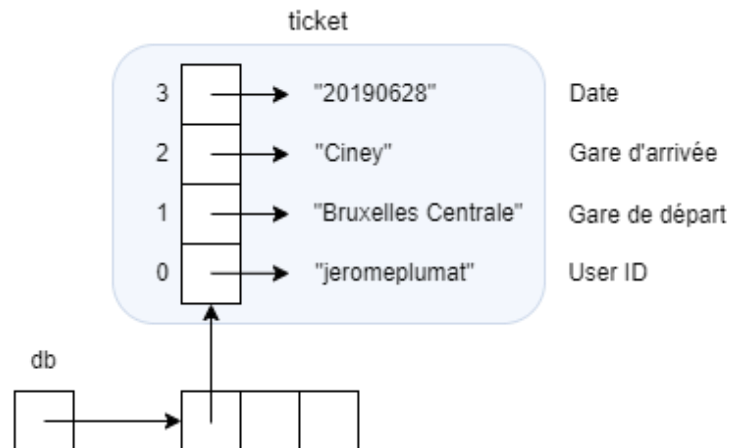 ticket
3 "20190628" Date
2 "Ciney" Gare d'arrivée
1 "Bruxelles Centrale" Gare de départ
0 "jeromeplumat" User ID
db